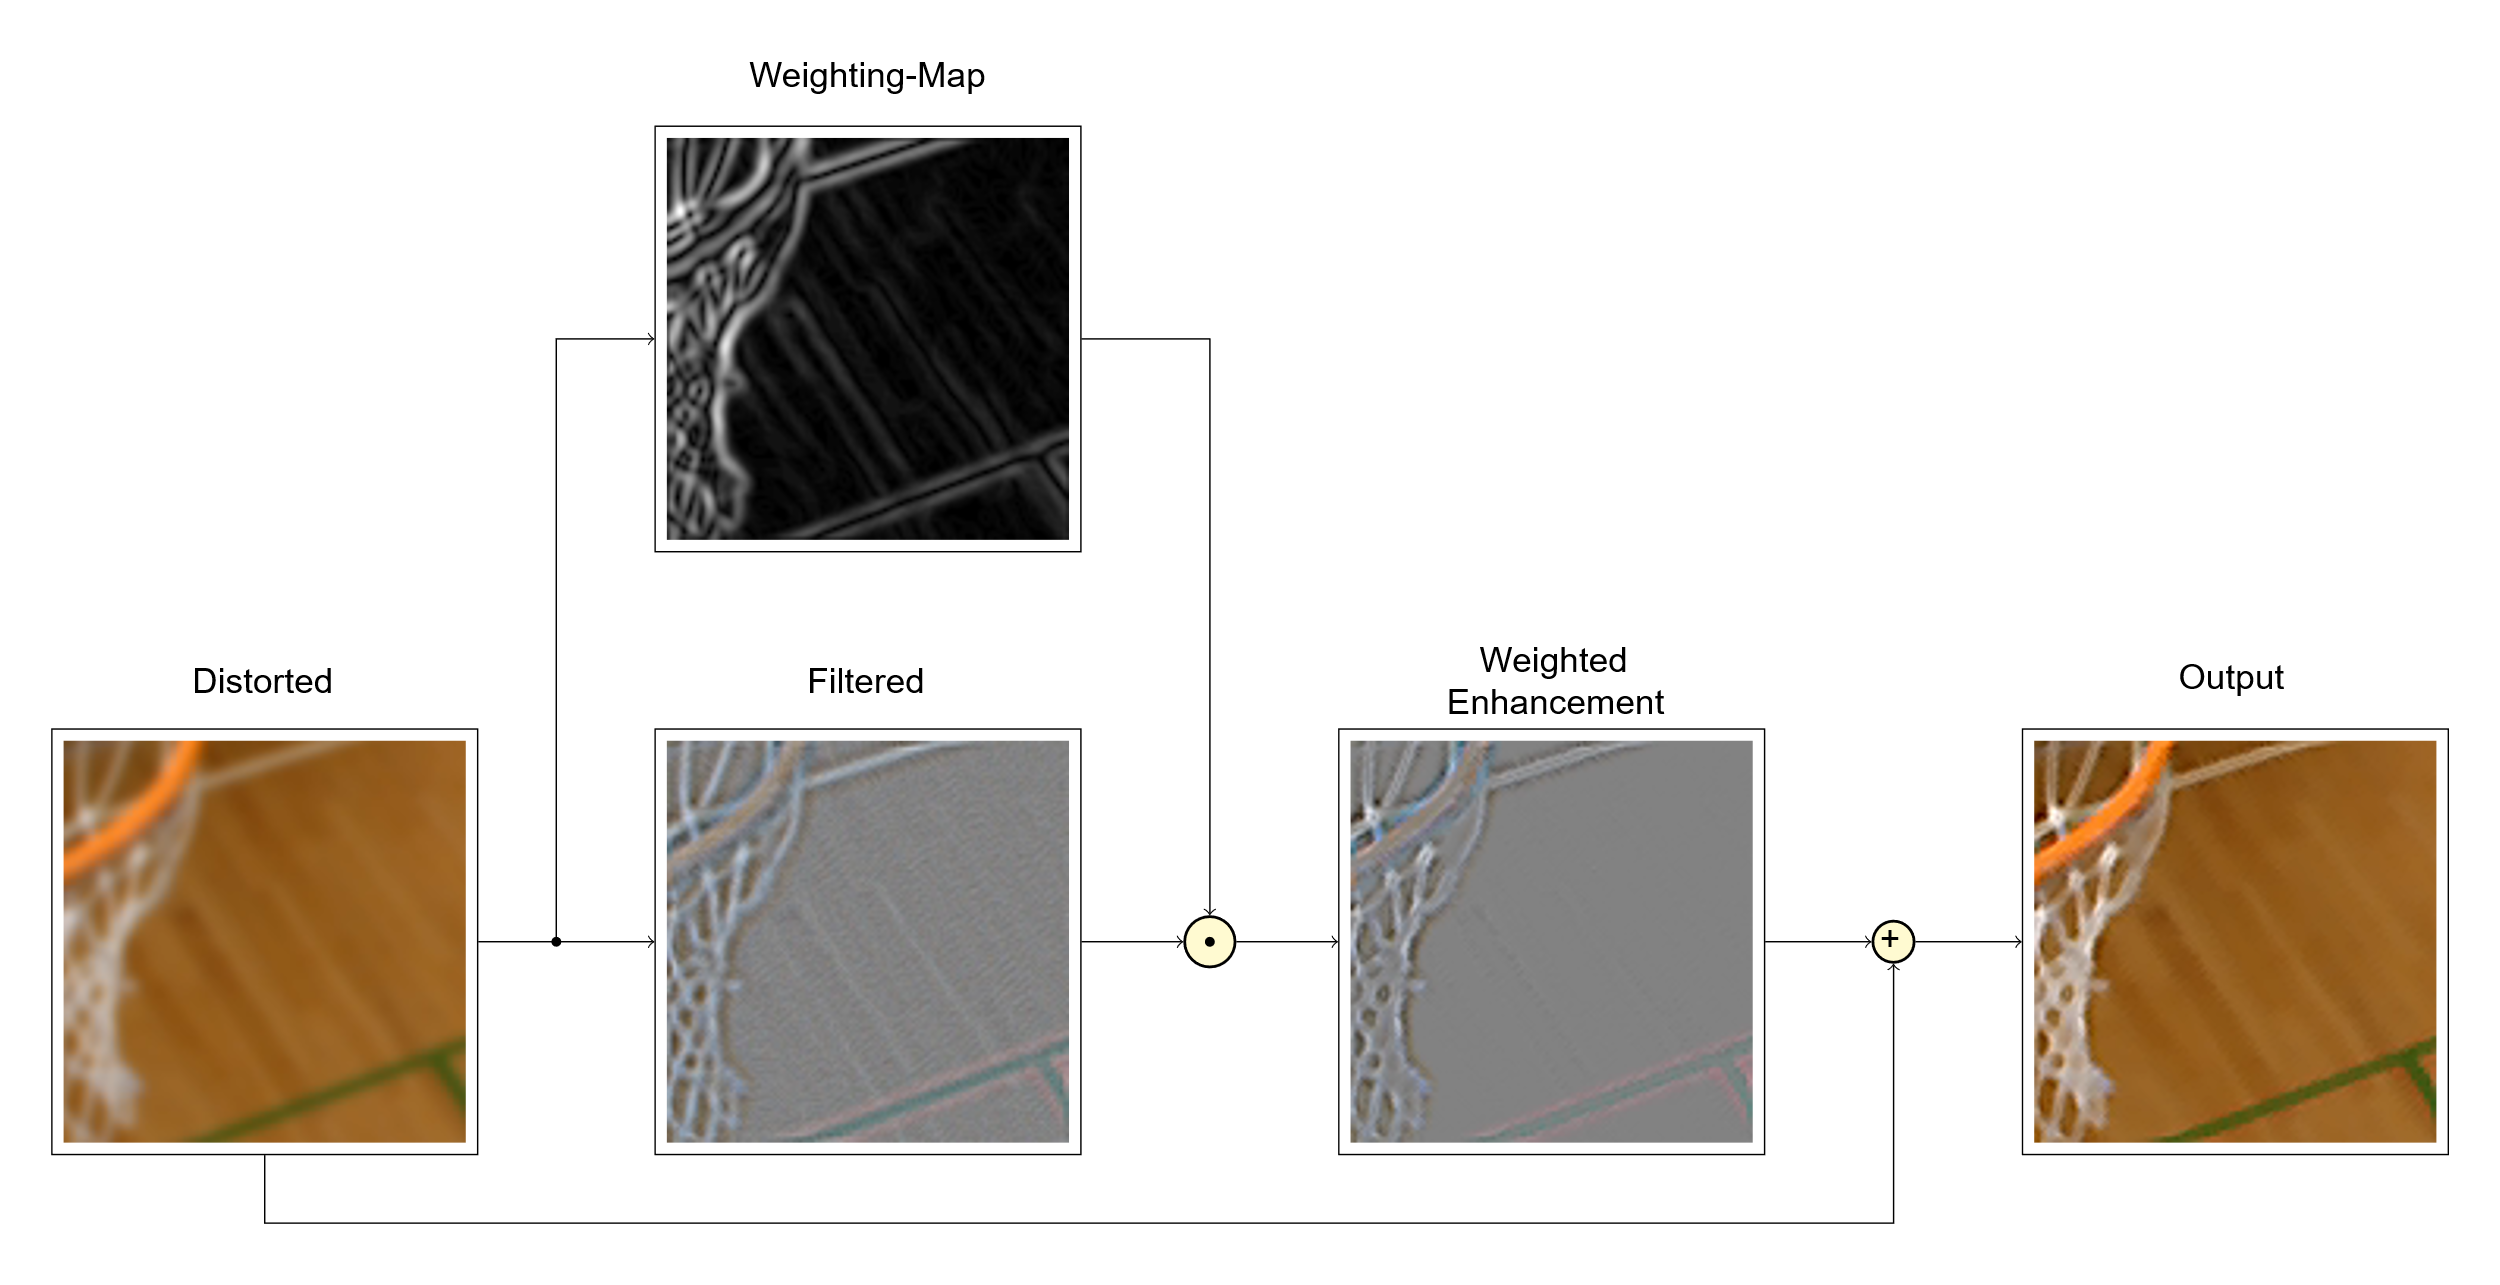 Weighting-Map
Distorted
Filtered
Weighted
Enhancement
Output
+